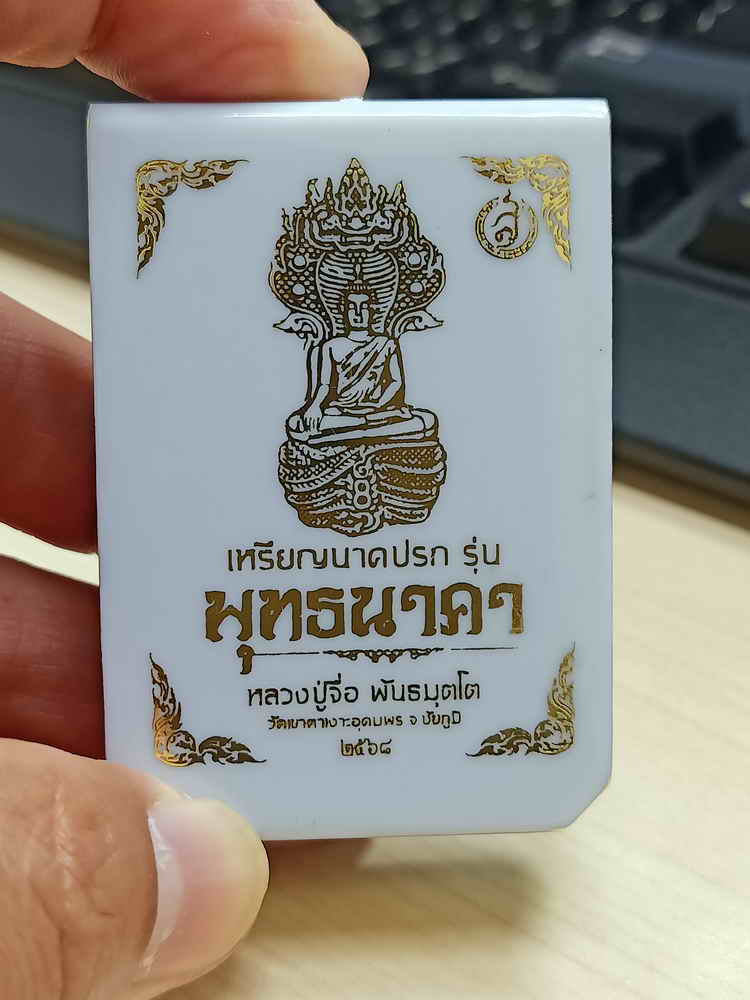 ส
เหรียญนาคปรก รุ่น
พุทธนาคา
หลวงปู่จื่อ พันธมุตโต
วัดเขาตาเงาะอุดมพร จ ชัยภูมิ
๒๕๖๘